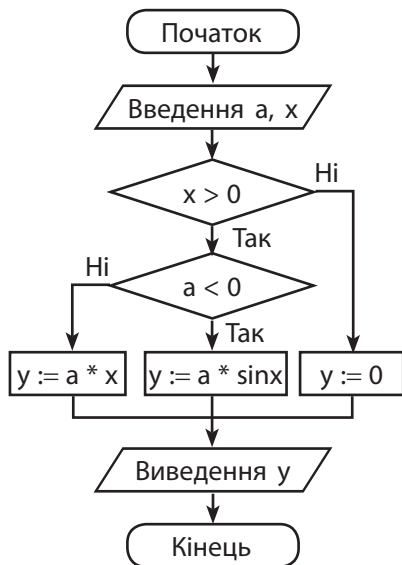 Початок
Введення a, x
x > 0
Ні
Так
Ні
a < 0
Так
y := a * x
y := a * sinx
y := 0
Виведення y
Кінець